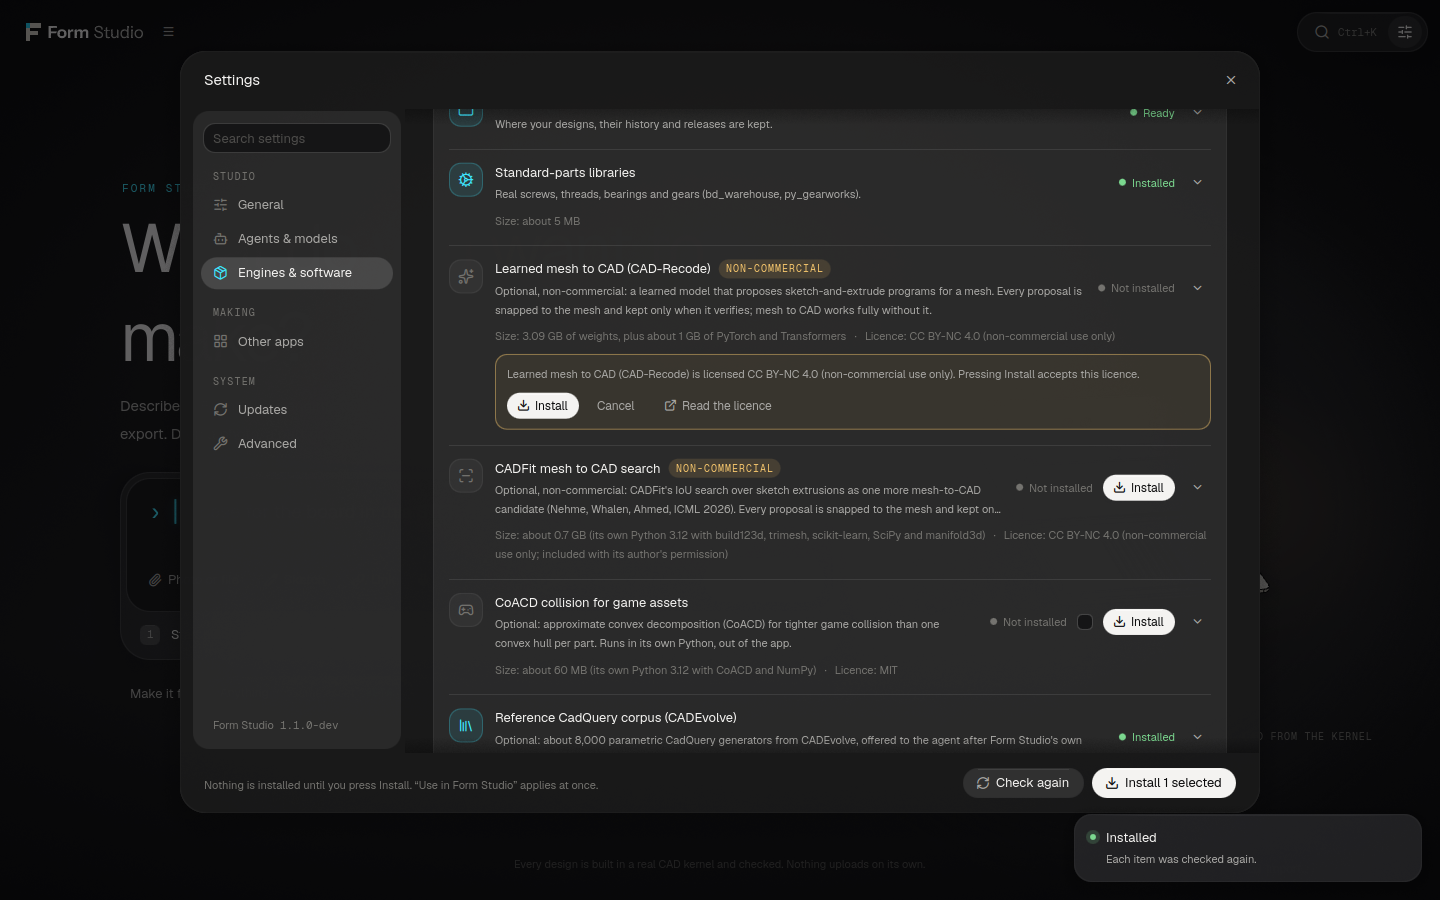 Form Studio
Ctrl+K
Settings
Search settings
STUDIO
General
Agents & models
Engines & software
MAKING
Other apps
SYSTEM
Updates
Advanced
Form Studio 1.1.0-dev
Where your designs, their history and releases are kept.
Ready
Standard-parts libraries
Real screws, threads, bearings and gears (bd_warehouse, py_gearworks).
Installed
Size: about 5 MB
Learned mesh to CAD (CAD-Recode) NON-COMMERCIAL
Optional, non-commercial: a learned model that proposes sketch-and-extrude programs for a mesh. Every proposal is
snapped to the mesh and kept only when it verifies; mesh to CAD works fully without it.
Not installed
Size: 3.09 GB of weights, plus about 1 GB of PyTorch and Transformers · Licence: CC BY-NC 4.0 (non-commercial use only)
Learned mesh to CAD (CAD-Recode) is licensed CC BY-NC 4.0 (non-commercial use only). Pressing Install accepts this licence.
Install Cancel Read the licence
CADFit mesh to CAD search NON-COMMERCIAL
Optional, non-commercial: CADFit's IoU search over sketch extrusions as one more mesh-to-CAD
candidate (Nehme, Whalen, Ahmed, ICML 2026). Every proposal is snapped to the mesh and kept on…
Not installed Install
Size: about 0.7 GB (its own Python 3.12 with build123d, trimesh, scikit-learn, SciPy and manifold3d) · Licence: CC BY-NC 4.0 (non-commercial
use only; included with its author's permission)
CoACD collision for game assets
Optional: approximate convex decomposition (CoACD) for tighter game collision than one
convex hull per part. Runs in its own Python, out of the app.
Not installed Install
Size: about 60 MB (its own Python 3.12 with CoACD and NumPy) · Licence: MIT
Reference CadQuery corpus (CADEvolve)
Optional: about 8,000 parametric CadQuery generators from CADEvolve, offered to the agent after Form Studio's own
Installed
Nothing is installed until you press Install. “Use in Form Studio” applies at once.
Check again
Install 1 selected
FORM ST
W
m
Describe
export. D
Ph
1 S
Make it f
FROM THE KERNEL
Every design is built in a real CAD kernel and checked. Nothing uploads on its own.
Installed
Each item was checked again.